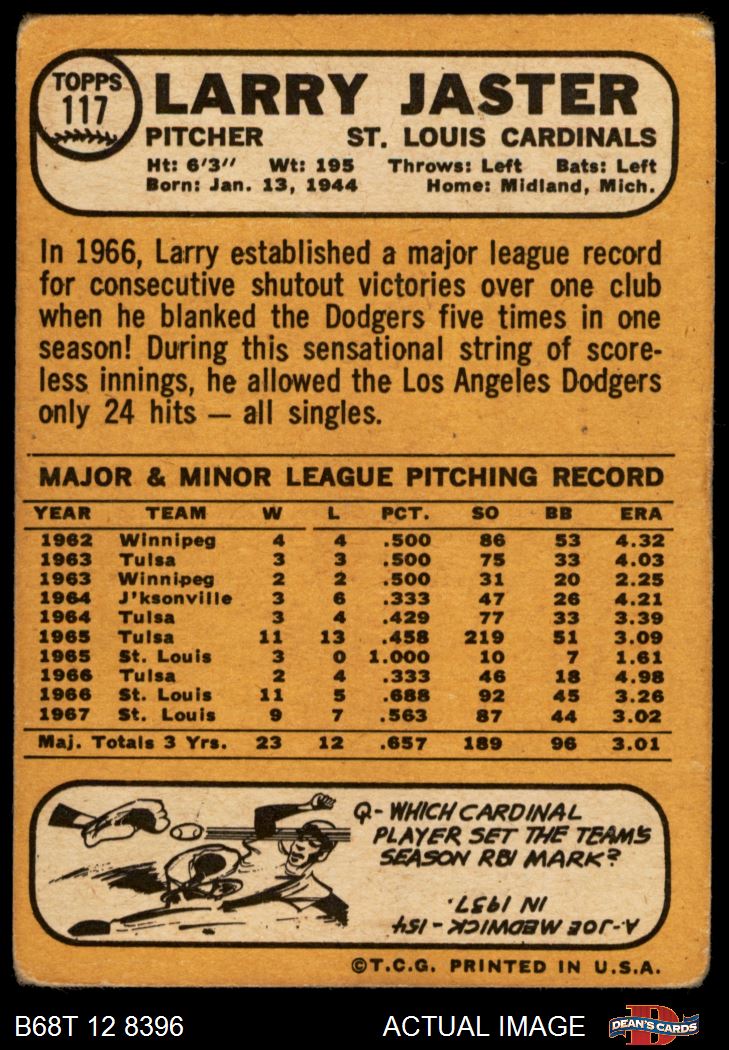 TOPPS
117
LARRY JASTER
PITCHER ST. LOUIS CARDINALS
Ht: 6'3" Wt: 195 Throws: Left Bats: Left
Born: Jan. 13, 1944 Home: Midland, Mich.
In 1966, Larry established a major league record
for consecutive shutout victories over one club
when he blanked the Dodgers five times in one
season! During this sensational string of score-
less innings, he allowed the Los Angeles Dodgers
only 24 hits — all singles.
MAJOR & MINOR LEAGUE PITCHING RECORD
YEAR TEAM W L PCT. SO BB ERA
1962 Winnipeg 4 4 .500 86 53 4.32
1963 Tulsa 3 3 .500 75 33 4.03
1963 Winnipeg 2 2 .500 31 20 2.25
1964 J'ksonville 3 6 .333 47 26 4.21
1964 Tulsa 3 4 .429 77 33 3.39
1965 Tulsa 11 13 .458 219 51 3.09
1965 St. Louis 3 0 1.000 10 7 1.61
1966 Tulsa 2 4 .333 46 18 4.98
1966 St. Louis 11 5 .688 92 45 3.26
1967 St. Louis 9 7 .563 87 44 3.02
Maj. Totals 3 Yrs. 23 12 .657 189 96 3.01
Q- WHICH CARDINAL
PLAYER SET THE TEAM'S
SEASON RBI MARK?
A- JOE MEDWICK - 154
IN 1937.
©T.C.G. PRINTED IN U.S.A.
B68T 12 8396 ACTUAL IMAGE
D
DEAN'S CARDS